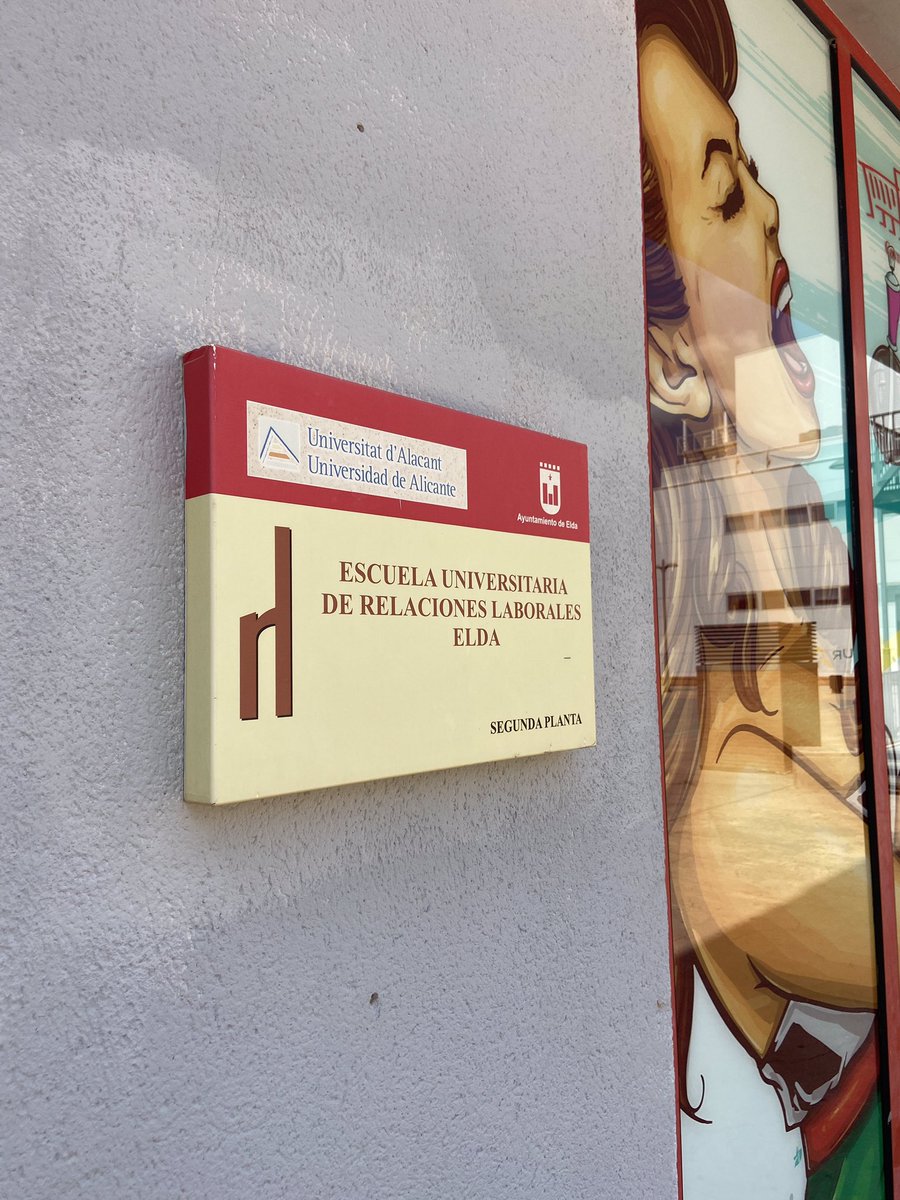 Universitat d'Alacant
Universidad de Alicante
Ayuntamiento de Elda
ESCUELA UNIVERSITARIA
DE RELACIONES LABORALES
ELDA
SEGUNDA PLANTA